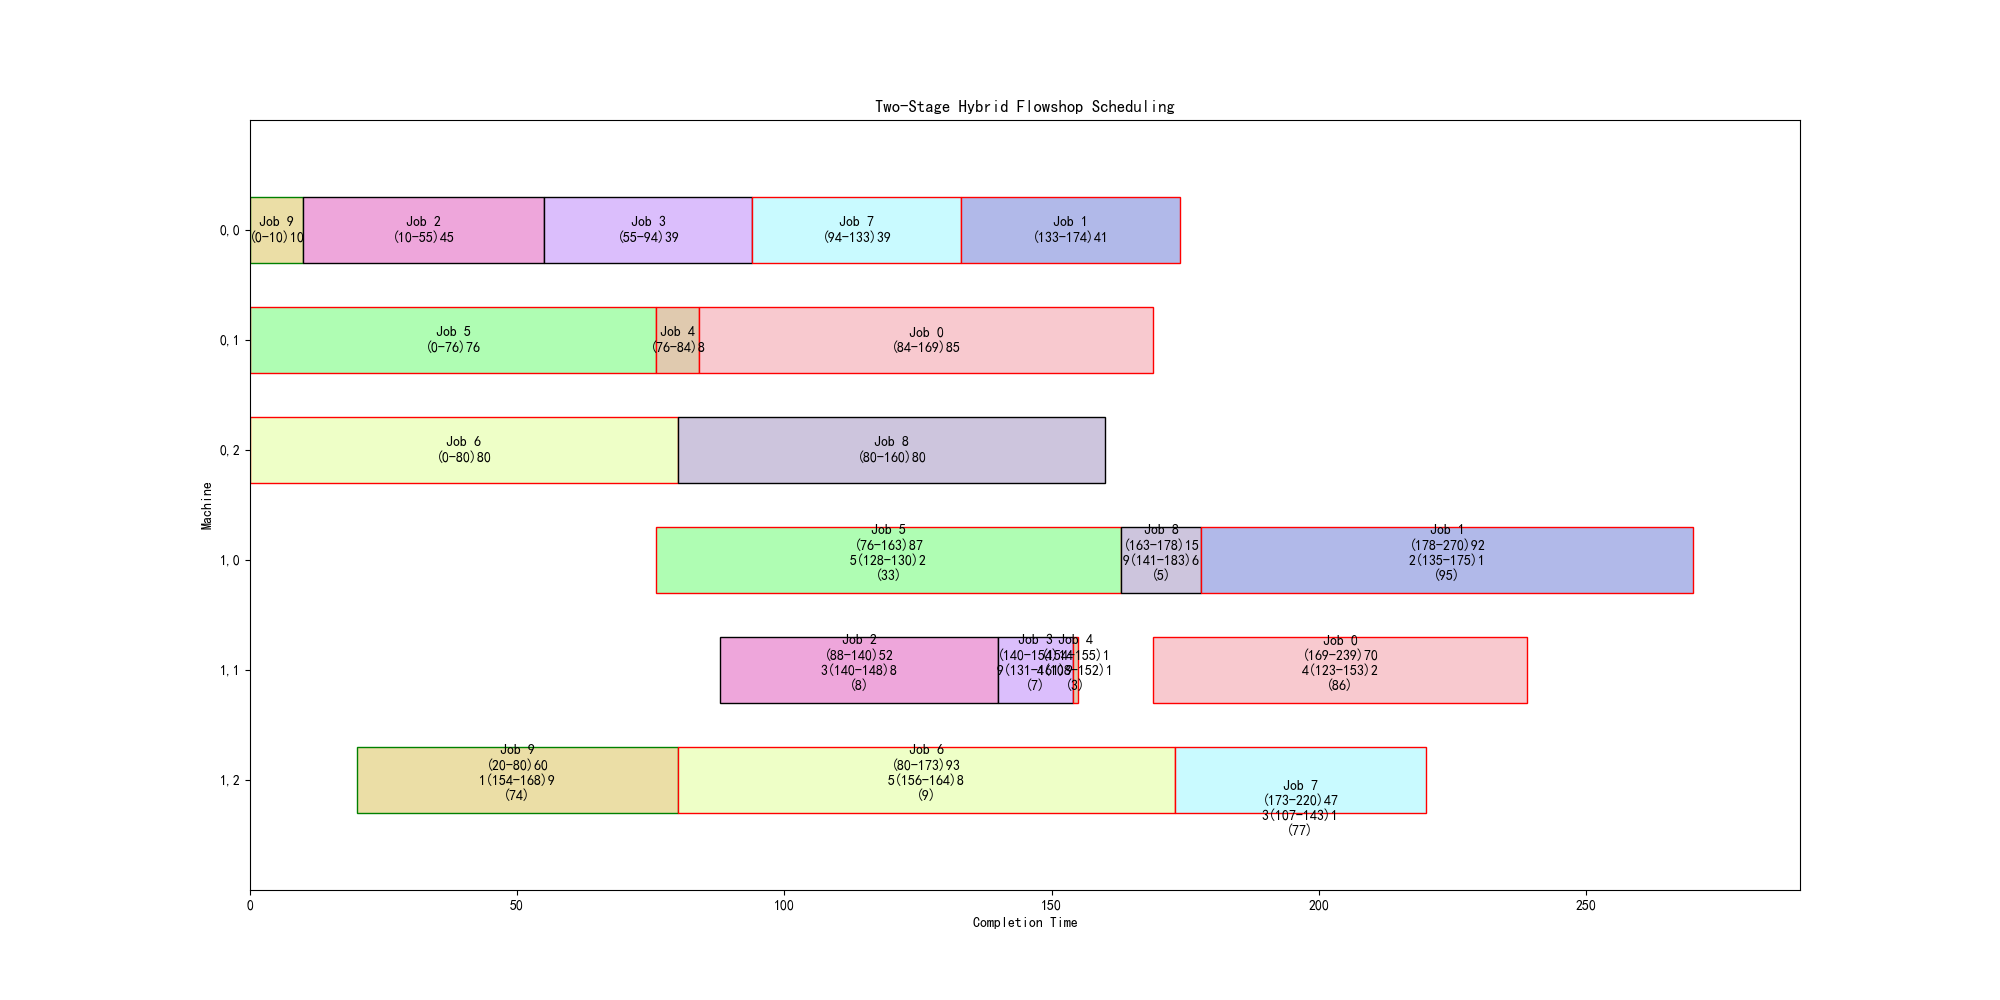 Two-Stage Hybrid Flowshop Scheduling
0,0
Job 9
(0-10)10
Job 2
(10-55)45
Job 3
(55-94)39
Job 7
(94-133)39
Job 1
(133-174)41
0,1
Job 5
(0-76)76
Job 4
(76-84)8
Job 0
(84-169)85
0,2
Job 6
(0-80)80
Job 8
(80-160)80
Machine
1,0
Job 5
(76-163)87
5(128-130)2
(33)
Job 8
(163-178)15
9(141-183)6
(5)
Job 1
(178-270)92
2(135-175)1
(95)
1,1
Job 2
(88-140)52
3(140-148)8
(8)
Job 3
(140-154)14
(7)
Job 4
(154-155)1
(3)
Job 0
(169-239)70
4(123-153)2
(86)
1,2
Job 9
(20-80)60
1(154-168)9
(74)
Job 6
(80-173)93
5(156-164)8
(9)
Job 7
(173-220)47
3(107-143)1
(77)
0
50
100
150
200
250
Completion Time